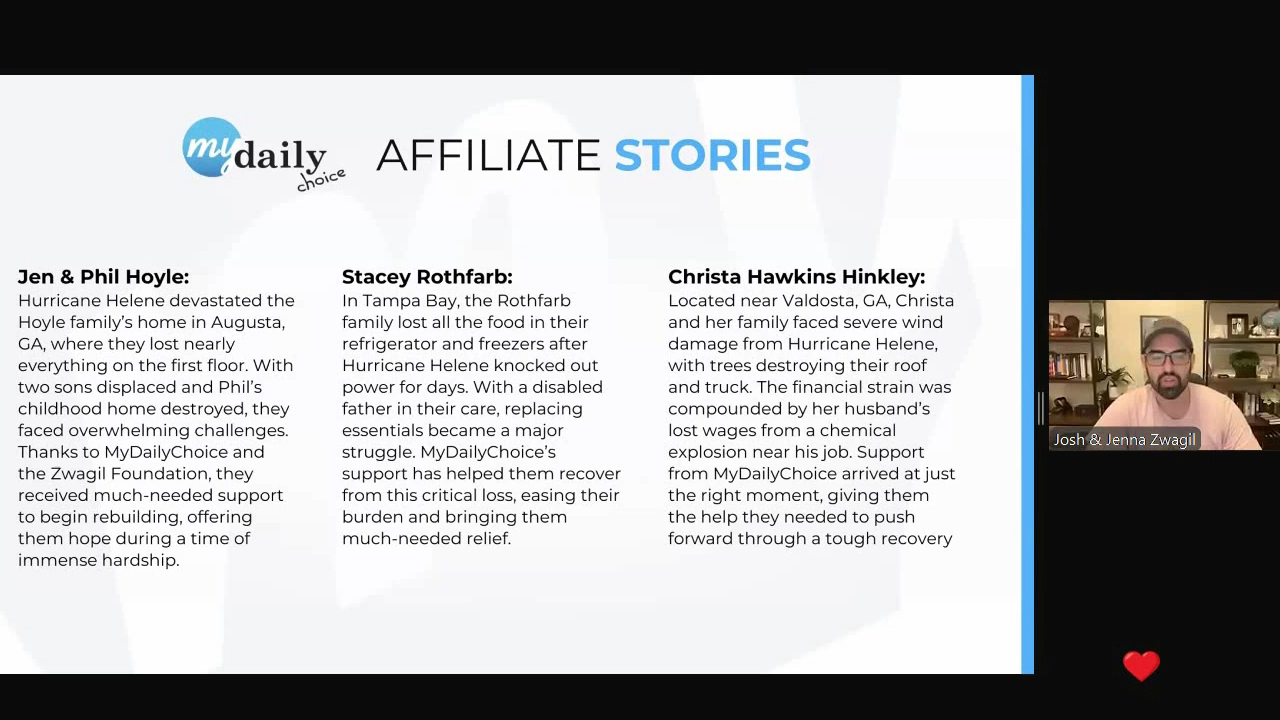 my daily choice
AFFILIATE STORIES
Jen & Phil Hoyle:
Hurricane Helene devastated the
Hoyle family's home in Augusta,
GA, where they lost nearly
everything on the first floor. With
two sons displaced and Phil's
childhood home destroyed, they
faced overwhelming challenges.
Thanks to MyDailyChoice and
the Zwagil Foundation, they
received much-needed support
to begin rebuilding, offering
them hope during a time of
immense hardship.
Stacey Rothfarb:
In Tampa Bay, the Rothfarb
family lost all the food in their
refrigerator and freezers after
Hurricane Helene knocked out
power for days. With a disabled
father in their care, replacing
essentials became a major
struggle. MyDailyChoice's
support has helped them recover
from this critical loss, easing their
burden and bringing them
much-needed relief.
Christa Hawkins Hinkley:
Located near Valdosta, GA, Christa
and her family faced severe wind
damage from Hurricane Helene,
with trees destroying their roof
and truck. The financial strain was
compounded by her husband's
lost wages from a chemical
explosion near his job. Support
from MyDailyChoice arrived at just
the right moment, giving them
the help they needed to push
forward through a tough recovery
Josh & Jenna Zwagil